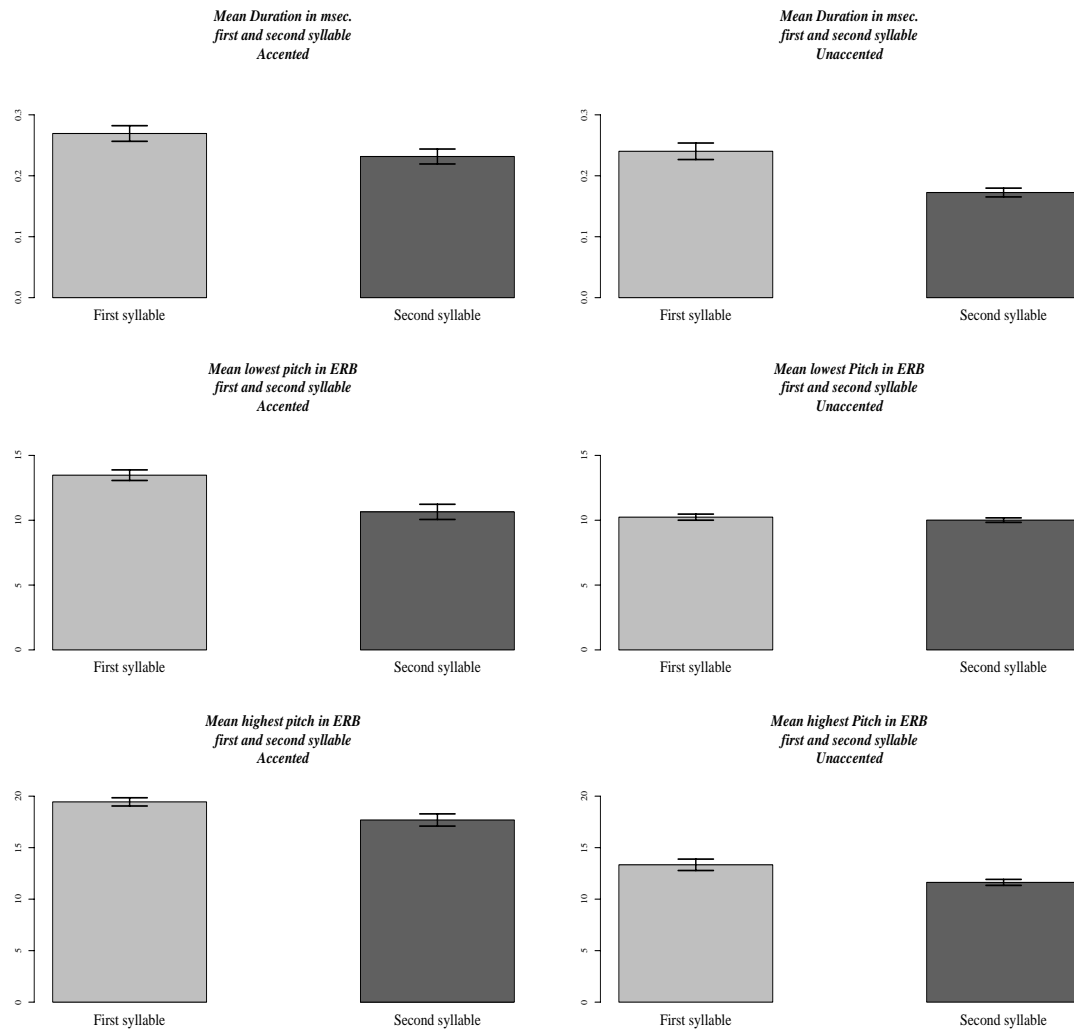 Mean Duration in msec.
first and second syllable
Accented
0.3
0.2
0.1
0.0
First syllable
Second syllable
Mean Duration in msec.
first and second syllable
Unaccented
0.3
0.2
0.1
0.0
First syllable
Second syllable
Mean lowest pitch in ERB
first and second syllable
Accented
15
10
5
0
First syllable
Second syllable
Mean lowest Pitch in ERB
first and second syllable
Unaccented
15
10
5
0
First syllable
Second syllable
Mean highest pitch in ERB
first and second syllable
Accented
20
15
10
5
0
First syllable
Second syllable
Mean highest Pitch in ERB
first and second syllable
Unaccented
20
15
10
5
0
First syllable
Second syllable